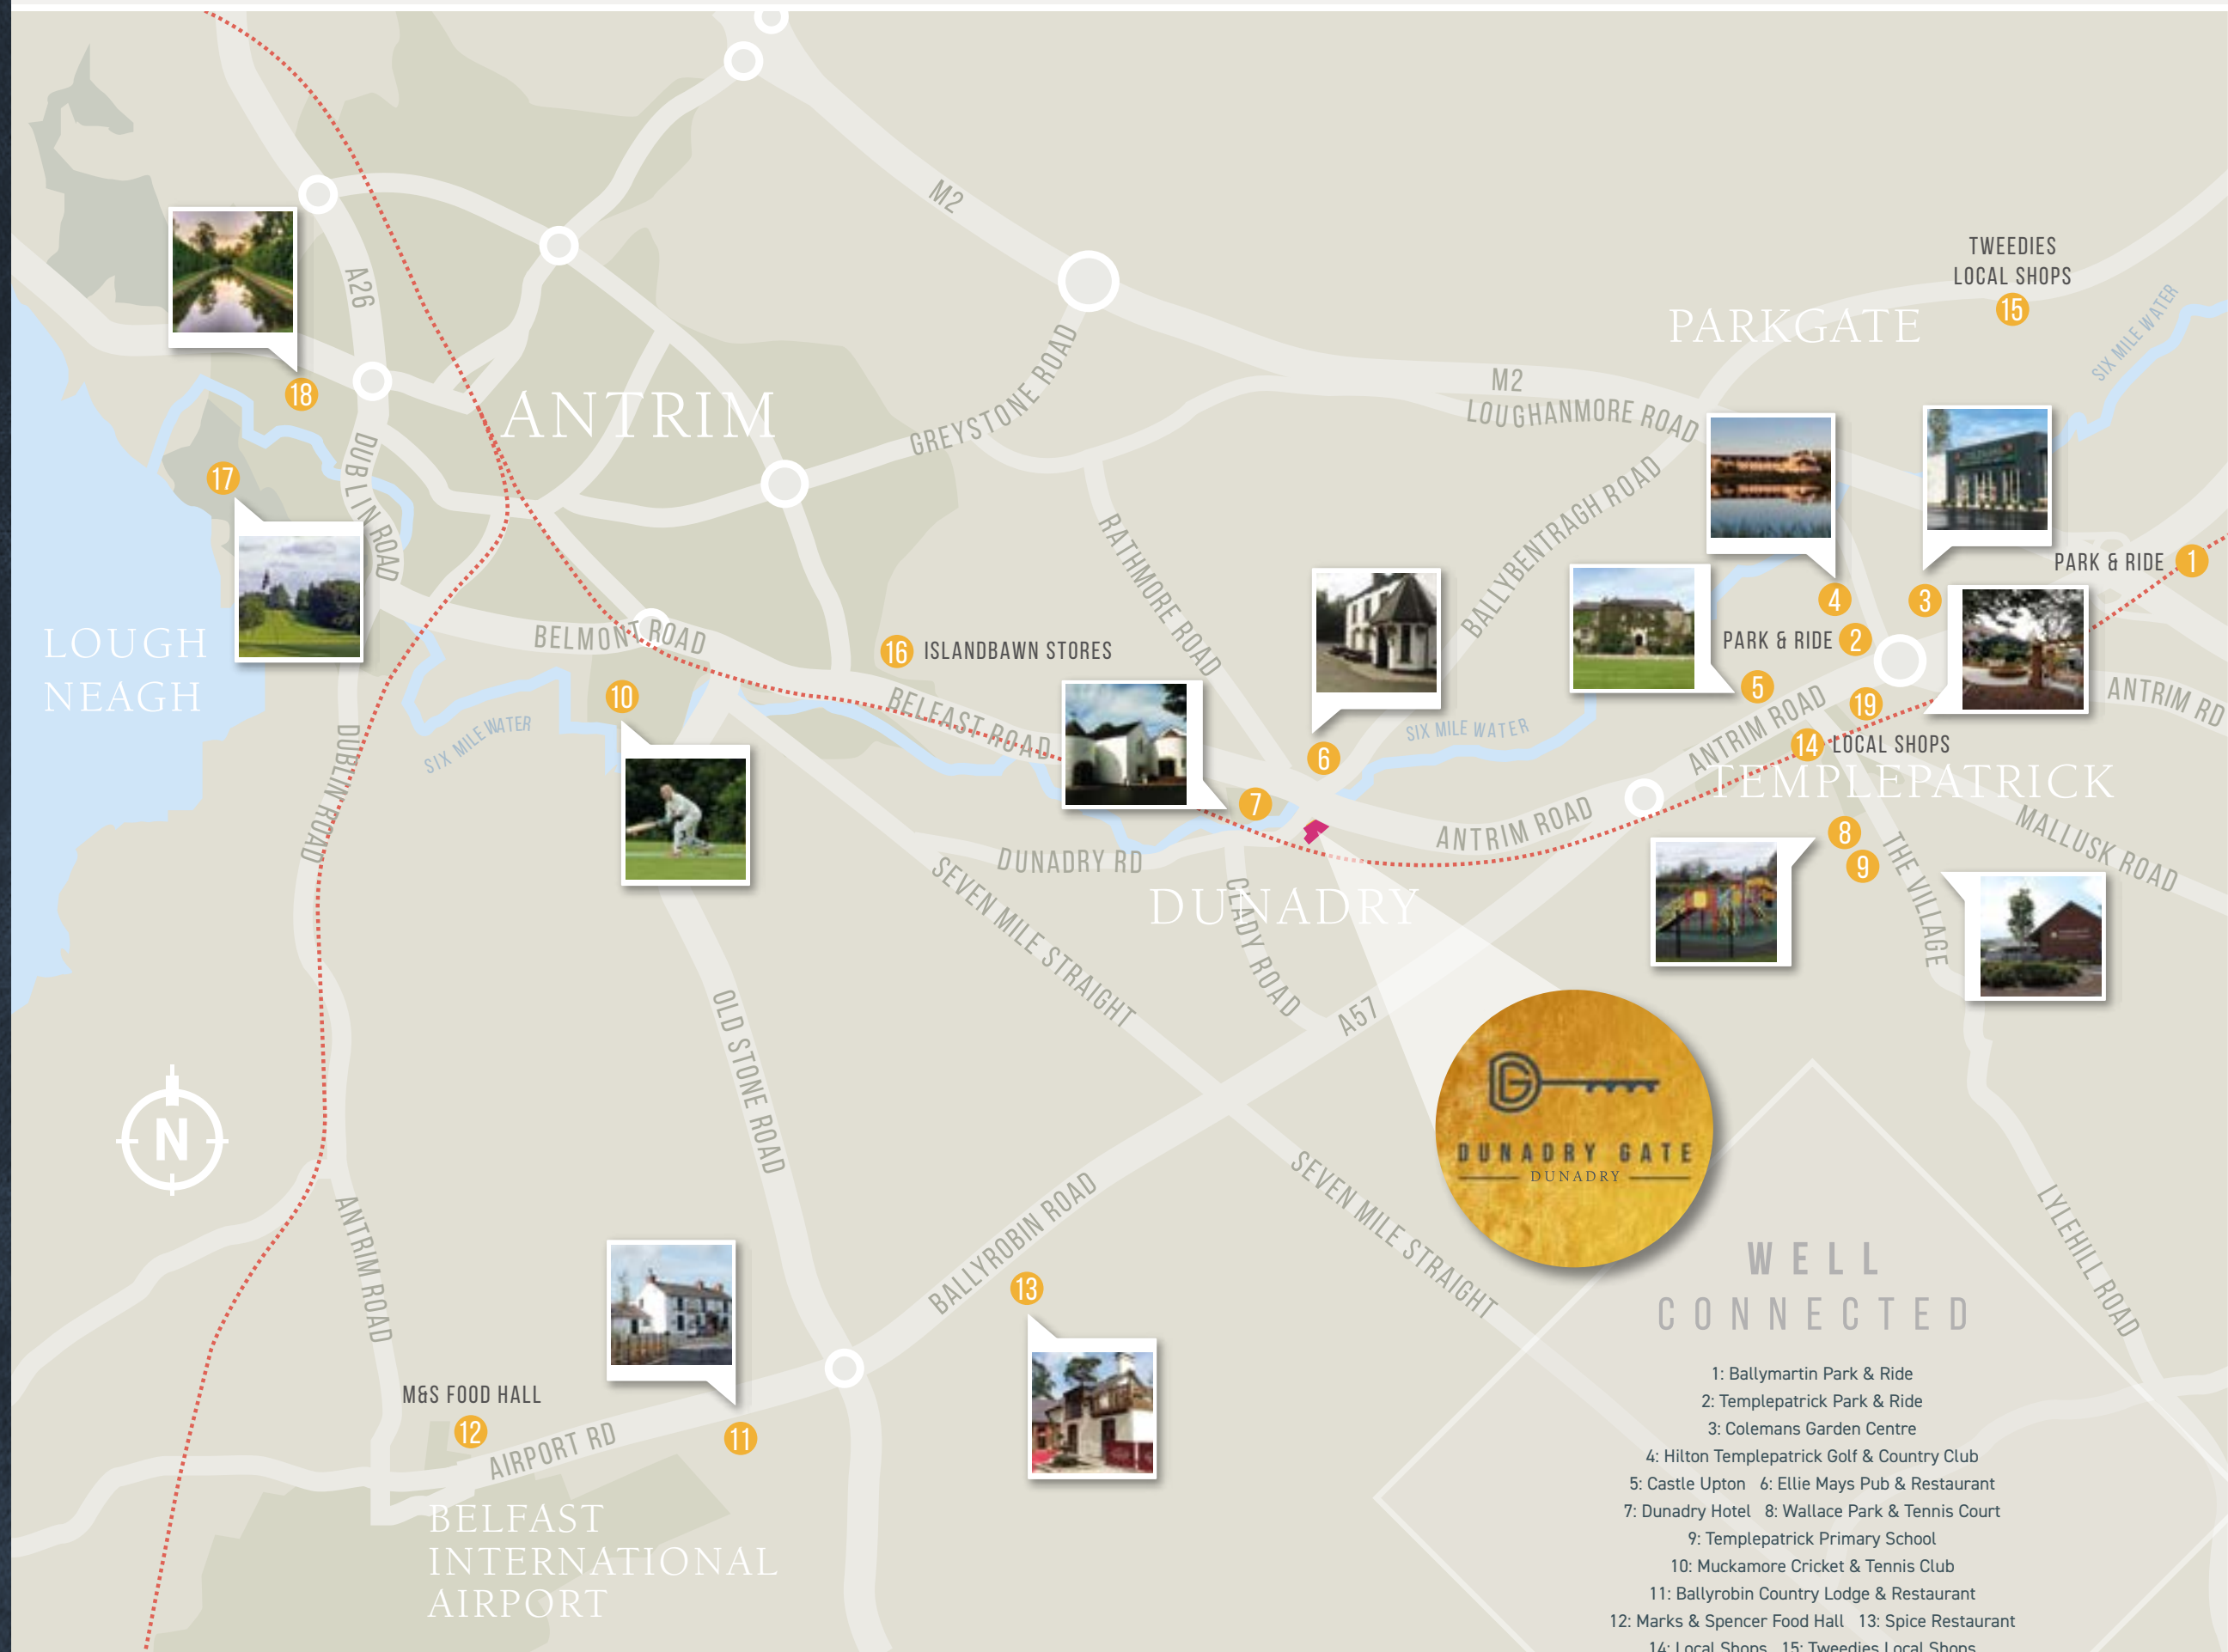 M2
TWEEDIES
LOCAL SHOPS
15
SIX MILE WATER
A26
PARKGATE
18
ANTRIM
GREYSTONE ROAD
M2
LOUGHANMORE ROAD
DUBLIN ROAD
17
BALLYBENTRAGH ROAD
RATHMORE ROAD
PARK & RIDE 1
4
3
LOUGH
NEAGH
BELMONT ROAD
16 ISLANDBAWN STORES
PARK & RIDE 2
10
5
19
ANTRIM RD
BELFAST ROAD
SIX MILE WATER
SIX MILE WATER
6
ANTRIM ROAD
14 LOCAL SHOPS
TEMPLEPATRICK
DUBLIN ROAD
7
ANTRIM ROAD
8
9
THE VILLAGE
MALLUSK ROAD
DUNADRY RD
DUNADRY
CLADY ROAD
SEVEN MILE STRAIGHT
A57
OLD STONE ROAD
N
DUNADRY GATE
DUNADRY
SEVEN MILE STRAIGHT
LYLEHILL ROAD
ANTRIM ROAD
BALLYROBIN ROAD
13
M&S FOOD HALL
12
AIRPORT RD
11
BELFAST
INTERNATIONAL
AIRPORT
WELL
CONNECTED
1: Ballymartin Park & Ride
2: Templepatrick Park & Ride
3: Colemans Garden Centre
4: Hilton Templepatrick Golf & Country Club
5: Castle Upton 6: Ellie Mays Pub & Restaurant
7: Dunadry Hotel 8: Wallace Park & Tennis Court
9: Templepatrick Primary School
10: Muckamore Cricket & Tennis Club
11: Ballyrobin Country Lodge & Restaurant
12: Marks & Spencer Food Hall 13: Spice Restaurant
14: Local Shops 15: Tweedies Local Shops